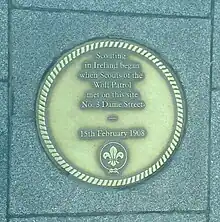 Scouting
in Ireland began
when Scouts of the
Wolf Patrol
met on this site
No. 3 Dame Street
15th February 1908